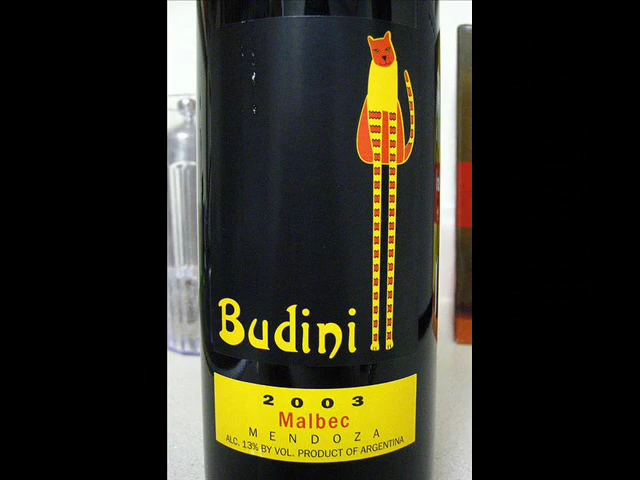 Budini
2003
Malbec
MENDOZA
ALC. 13% BY VOL. PRODUCT OF ARGENTINA